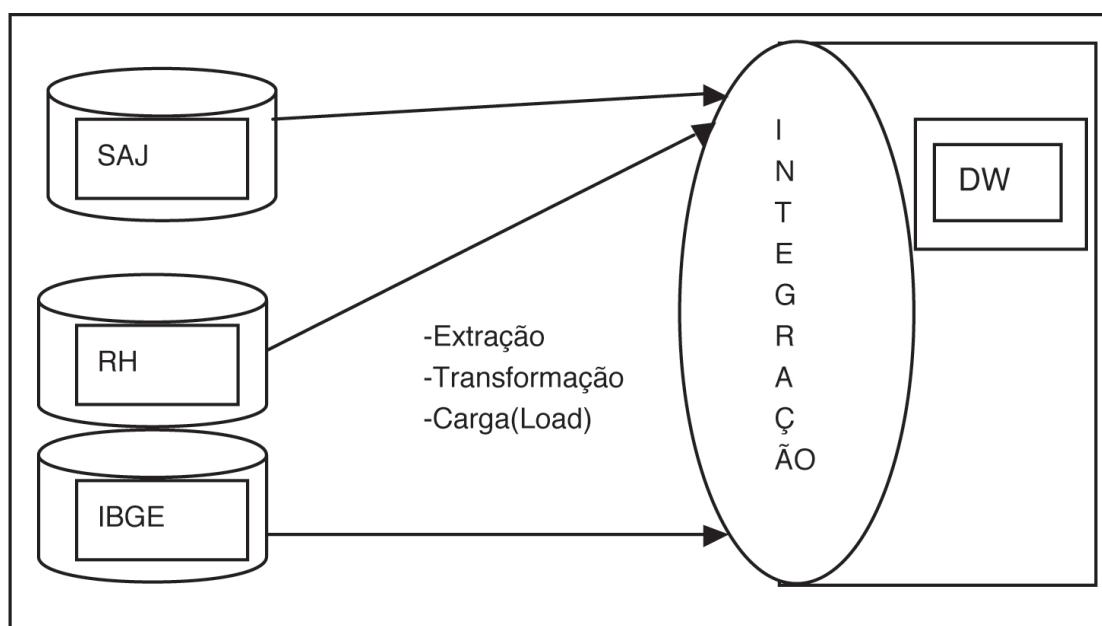 SAJ
RH
IBGE
-Extração
-Transformação
-Carga(Load)
I
N
T
E
G
R
A
Ç
ÃO
DW